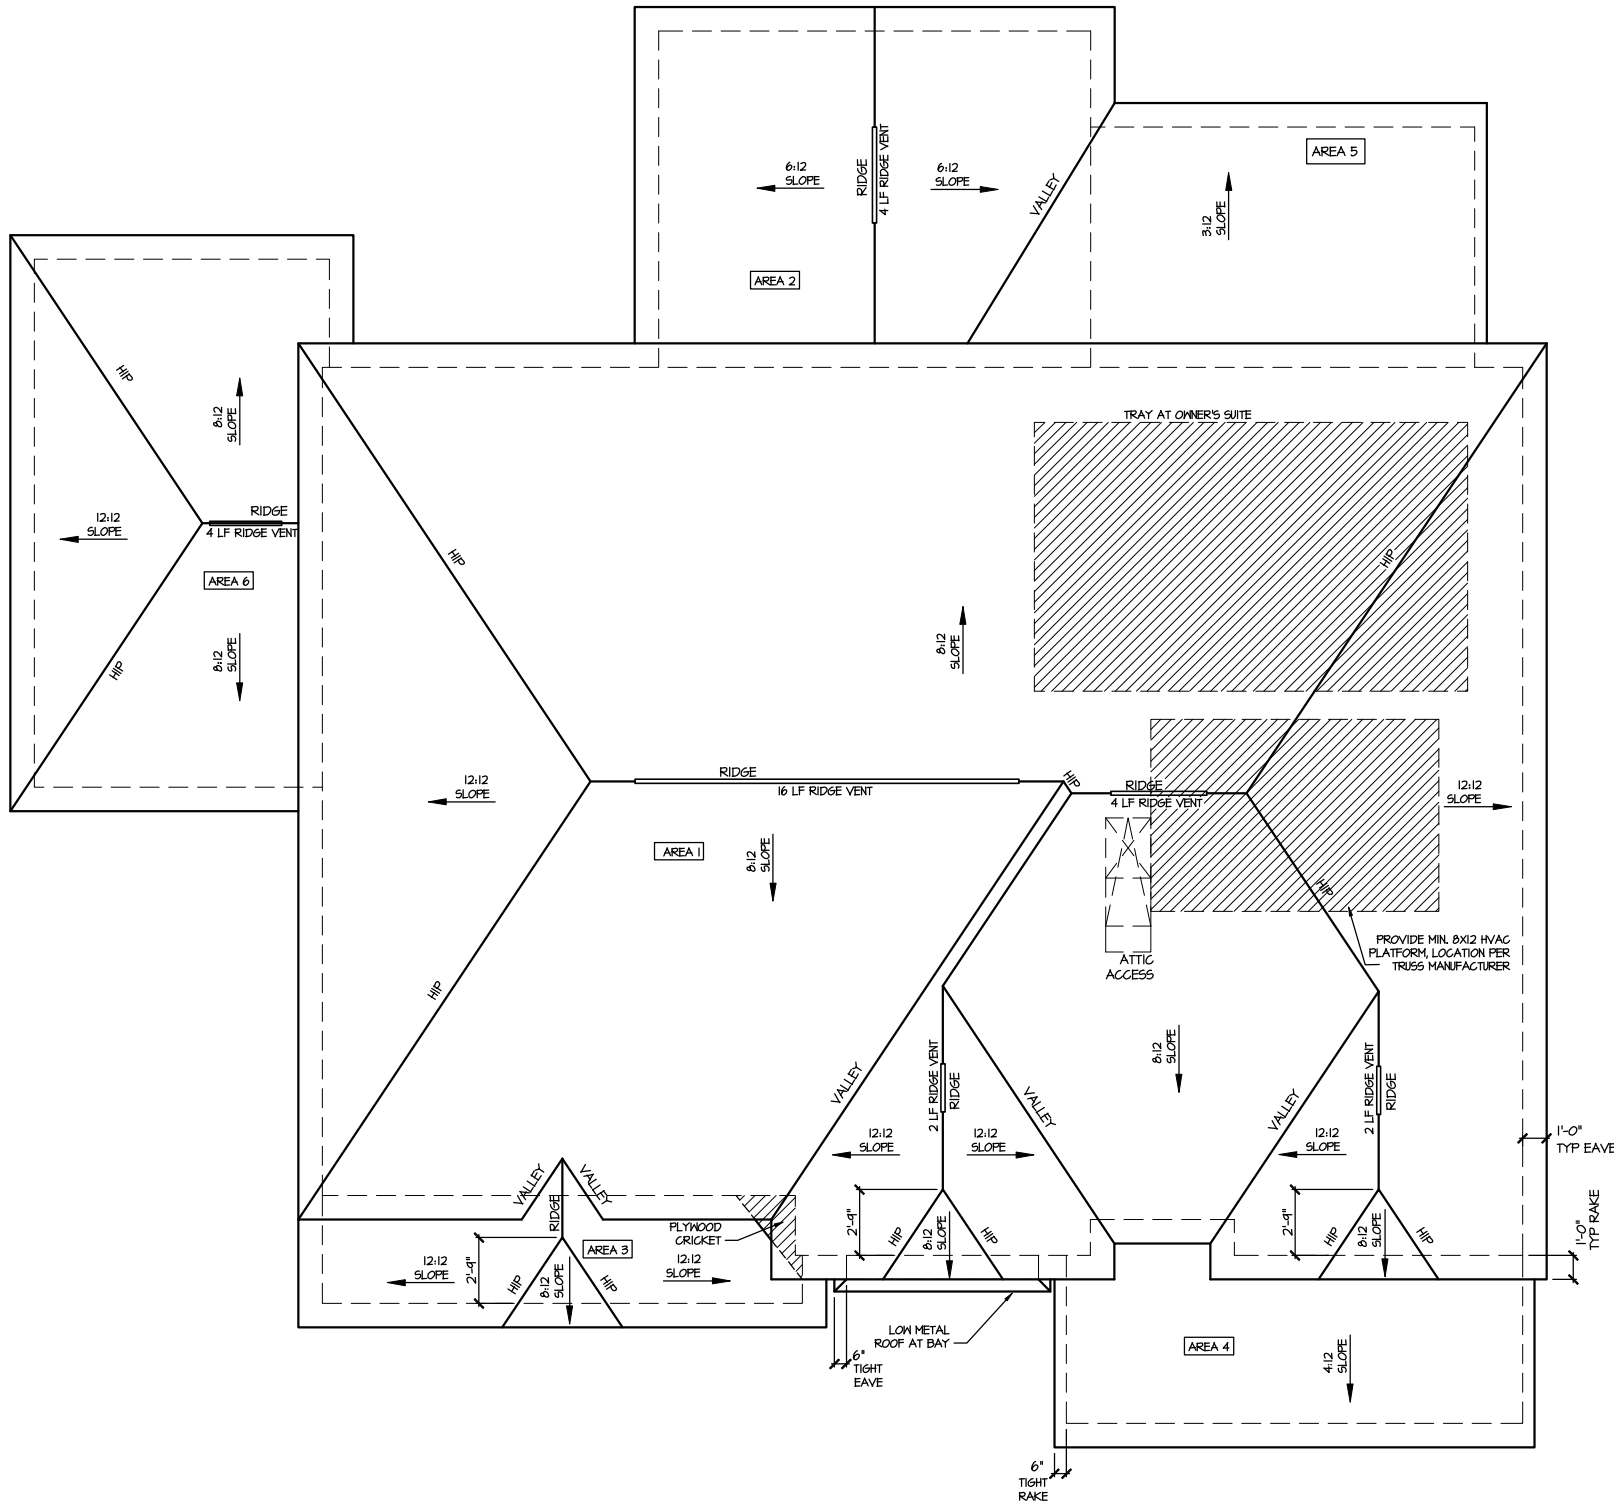 6:12
SLOPE
RIDGE
4 LF RIDGE VENT
6:12
SLOPE
VALLEY
AREA 5
3:12
SLOPE
AREA 2
HIP
8:12
SLOPE
TRAY AT OWNER'S SUITE
RIDGE
4 LF RIDGE VENT
12:12
SLOPE
AREA 6
HIP
HIP
8:12
SLOPE
HIP
8:12
SLOPE
RIDGE
16 LF RIDGE VENT
HIP
RIDGE
4 LF RIDGE VENT
12:12
SLOPE
12:12
SLOPE
AREA 1
8:12
SLOPE
HIP
PROVIDE MIN. 8X12 HVAC
PLATFORM, LOCATION PER
TRUSS MANUFACTURER
ATTIC
ACCESS
HIP
VALLEY
2 LF RIDGE VENT
RIDGE
VALLEY
8:12
SLOPE
VALLEY
2 LF RIDGE VENT
RIDGE
12:12
SLOPE
12:12
SLOPE
12:12
SLOPE
1'-0"
TYP EAVE
VALLEY
VALLEY
RIDGE
PLYWOOD
CRICKET
2'-9"
HIP
8:12
SLOPE
HIP
2'-9"
HIP
8:12
SLOPE
HIP
1'-0"
TYP RAKE
AREA 3
12:12
SLOPE
2'-9"
HIP
8:12
SLOPE
HIP
12:12
SLOPE
LOW METAL
ROOF AT BAY
6"
TIGHT
EAVE
AREA 4
4:12
SLOPE
6"
TIGHT
RAKE